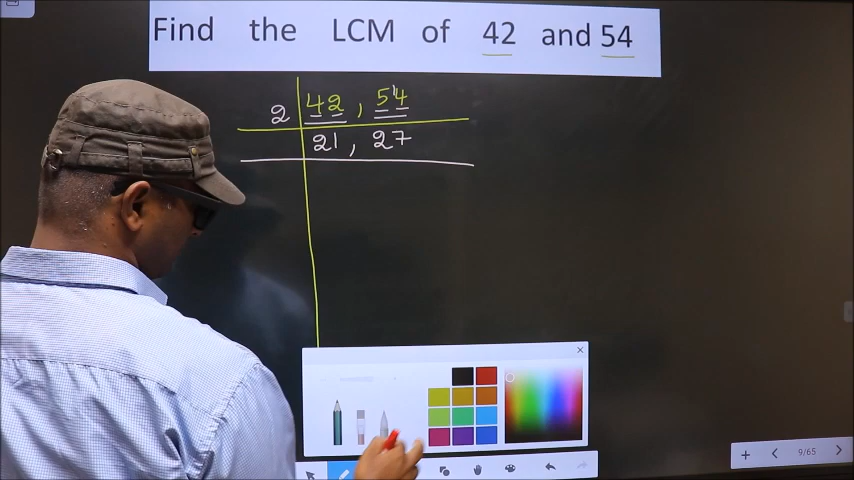 Find the LCM of 42 and 54
2 42 , 54
21 , 27
9/65